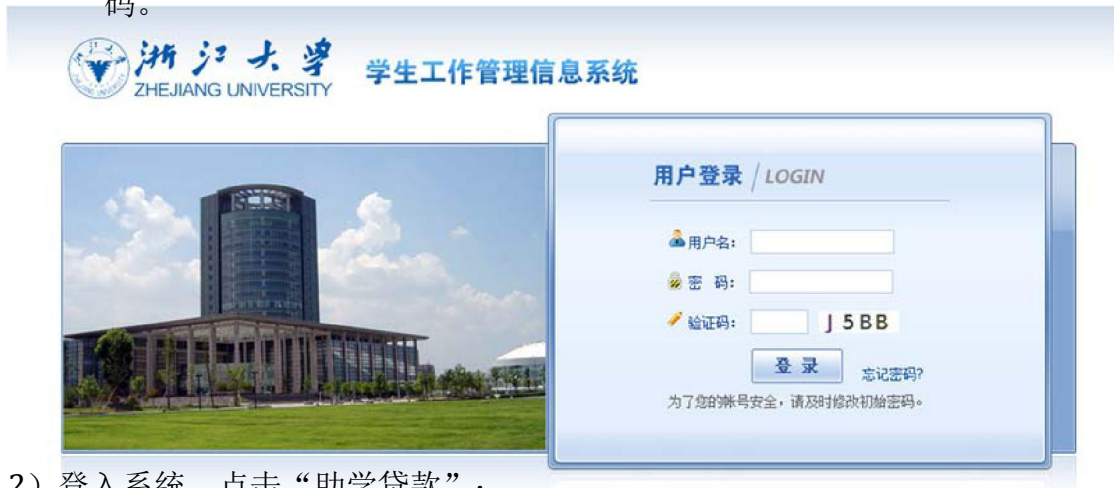 码。
浙江大学
ZHEJIANG UNIVERSITY
学生工作管理信息系统
用户登录 / LOGIN
用户名：
密 码：
验证码： J5BB
登 录 忘记密码?
为了您的帐号安全，请及时修改初始密码。
2）登入系统，点击“助学贷款”；